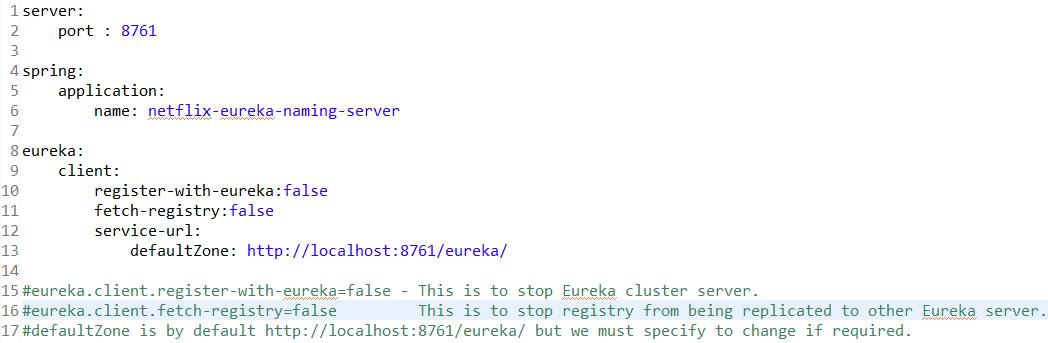 1 server:
2     port : 8761
3
4 spring:
5     application:
6         name: netflix-eureka-naming-server
7
8 eureka:
9     client:
10         register-with-eureka:false
11         fetch-registry:false
12         service-url:
13             defaultZone: http://localhost:8761/eureka/
14
15 #eureka.client.register-with-eureka=false - This is to stop Eureka cluster server.
16 #eureka.client.fetch-registry=false         This is to stop registry from being replicated to other Eureka server.
17 #defaultZone is by default http://localhost:8761/eureka/ but we must specify to change if required.